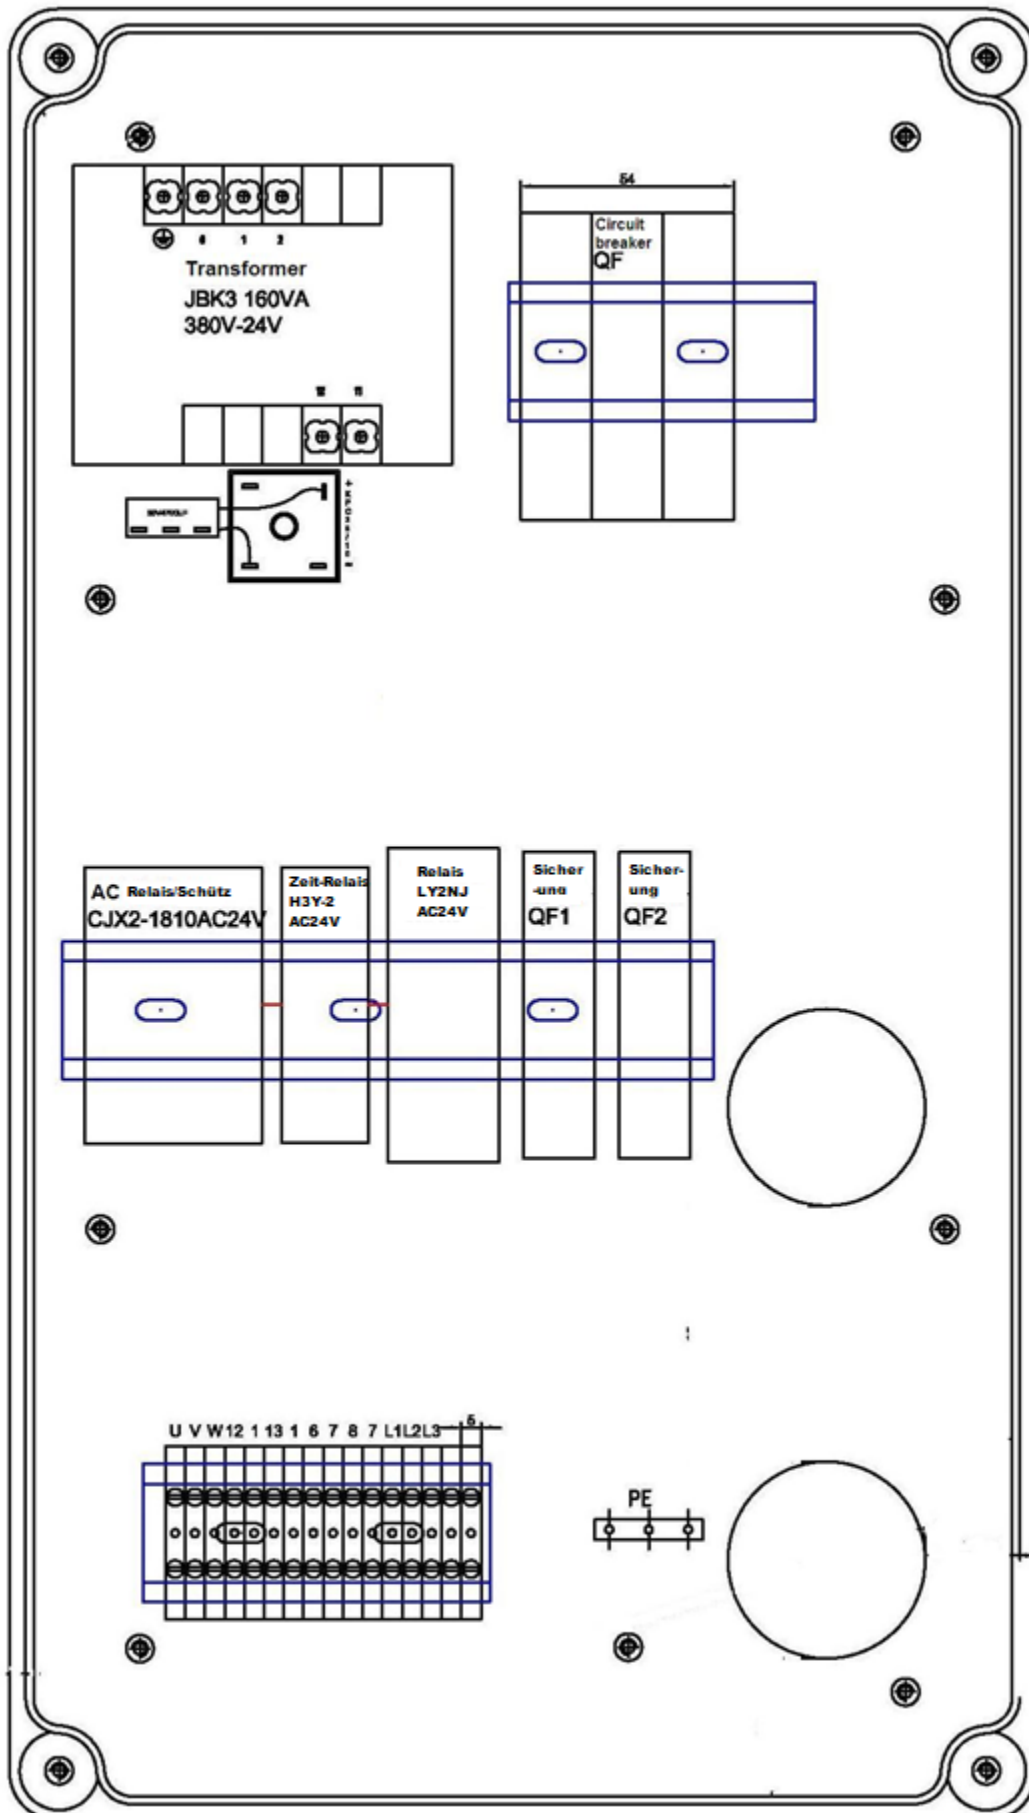 54
Circuit
breaker
QF
1 2
Transformer
JBK3 160VA
380V-24V
11
AC Relais/Schütz
CJX2-1810AC24V
Zeit-Relais
H3Y-2
AC24V
Relais
LY2NJ
AC24V
Sicher
-ung
QF1
Sicher-
ung
QF2
U V W 12 1 13 1 6 7 8 7 L1 L2 L3
5
PE